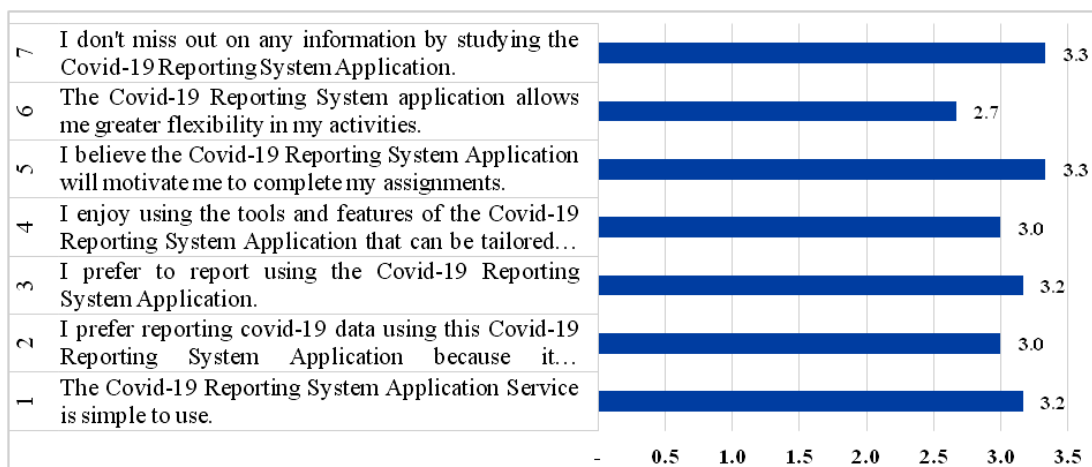 7 I don't miss out on any information by studying the
Covid-19 Reporting System Application.
3.3
6 The Covid-19 Reporting System application allows
me greater flexibility in my activities.
2.7
5 I believe the Covid-19 Reporting System Application
will motivate me to complete my assignments.
3.3
4 I enjoy using the tools and features of the Covid-19
Reporting System Application that can be tailored…
3.0
3 I prefer to report using the Covid-19 Reporting
System Application.
3.2
2 I prefer reporting covid-19 data using this Covid-19
Reporting System Application because it…
3.0
1 The Covid-19 Reporting System Application Service
is simple to use.
3.2
- 0.5 1.0 1.5 2.0 2.5 3.0 3.5